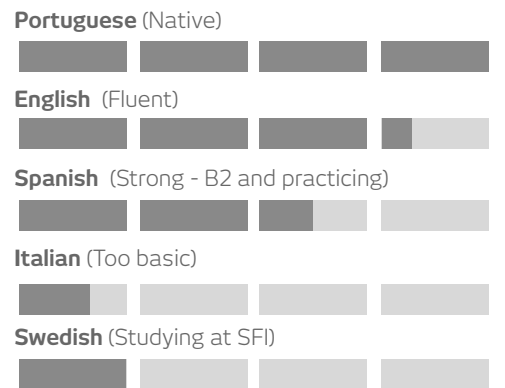 Portuguese (Native)
English (Fluent)
Spanish (Strong - B2 and practicing)
Italian (Too basic)
Swedish (Studying at SFI)